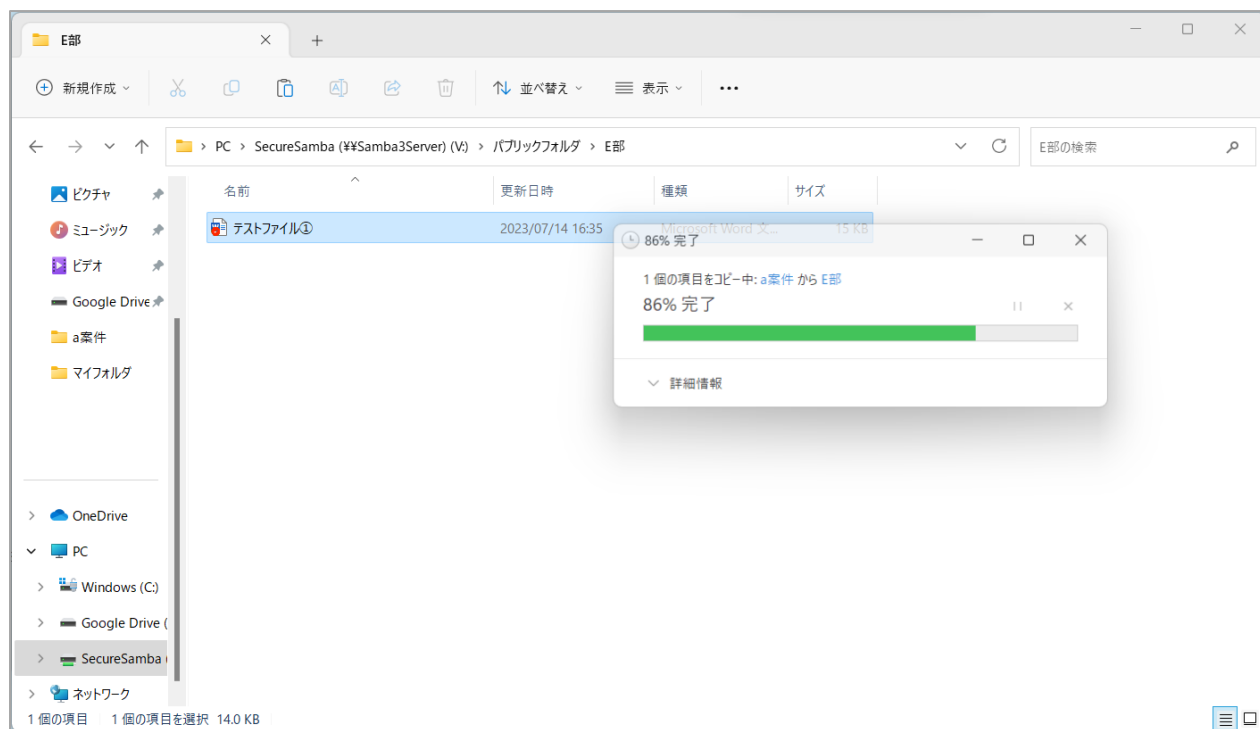 E部
新規作成
並べ替え
表示
PC > SecureSamba (¥¥Samba3Server) (V:) > パブリックフォルダ > E部
E部の検索
名前 更新日時 種類 サイズ
テストファイル① 2023/07/14 16:35 Microsoft Word 文... 15 KB
ピクチャ
ミュージック
ビデオ
Google Drive
a案件
マイフォルダ
86% 完了
1 個の項目をコピー中: a案件 から E部
86% 完了
詳細情報
OneDrive
PC
Windows (C:)
Google Drive (
SecureSamba (
ネットワーク
1 個の項目 1 個の項目を選択 14.0 KB